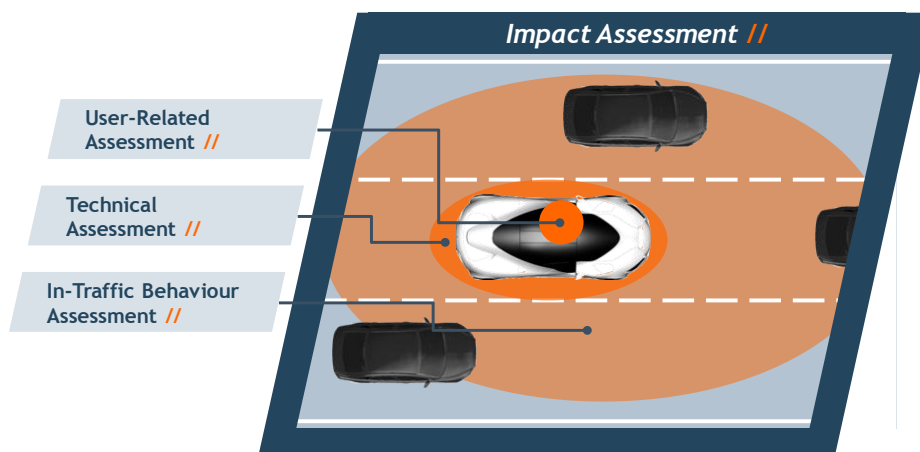 Impact Assessment //
User-Related
Assessment //
Technical
Assessment //
In-Traffic Behaviour
Assessment //